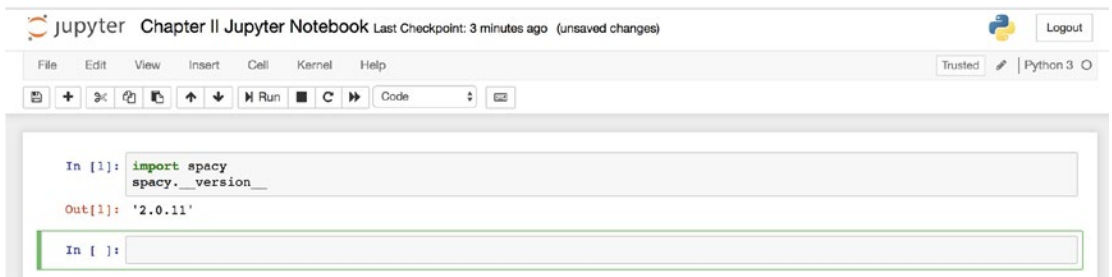 jupyter Chapter II Jupyter Notebook Last Checkpoint: 3 minutes ago (unsaved changes) Logout
File Edit View Insert Cell Kernel Help Trusted Python 3
Run Code
In [1]: import spacy
spacy.__version__
Out[1]: '2.0.11'
In [ ]: